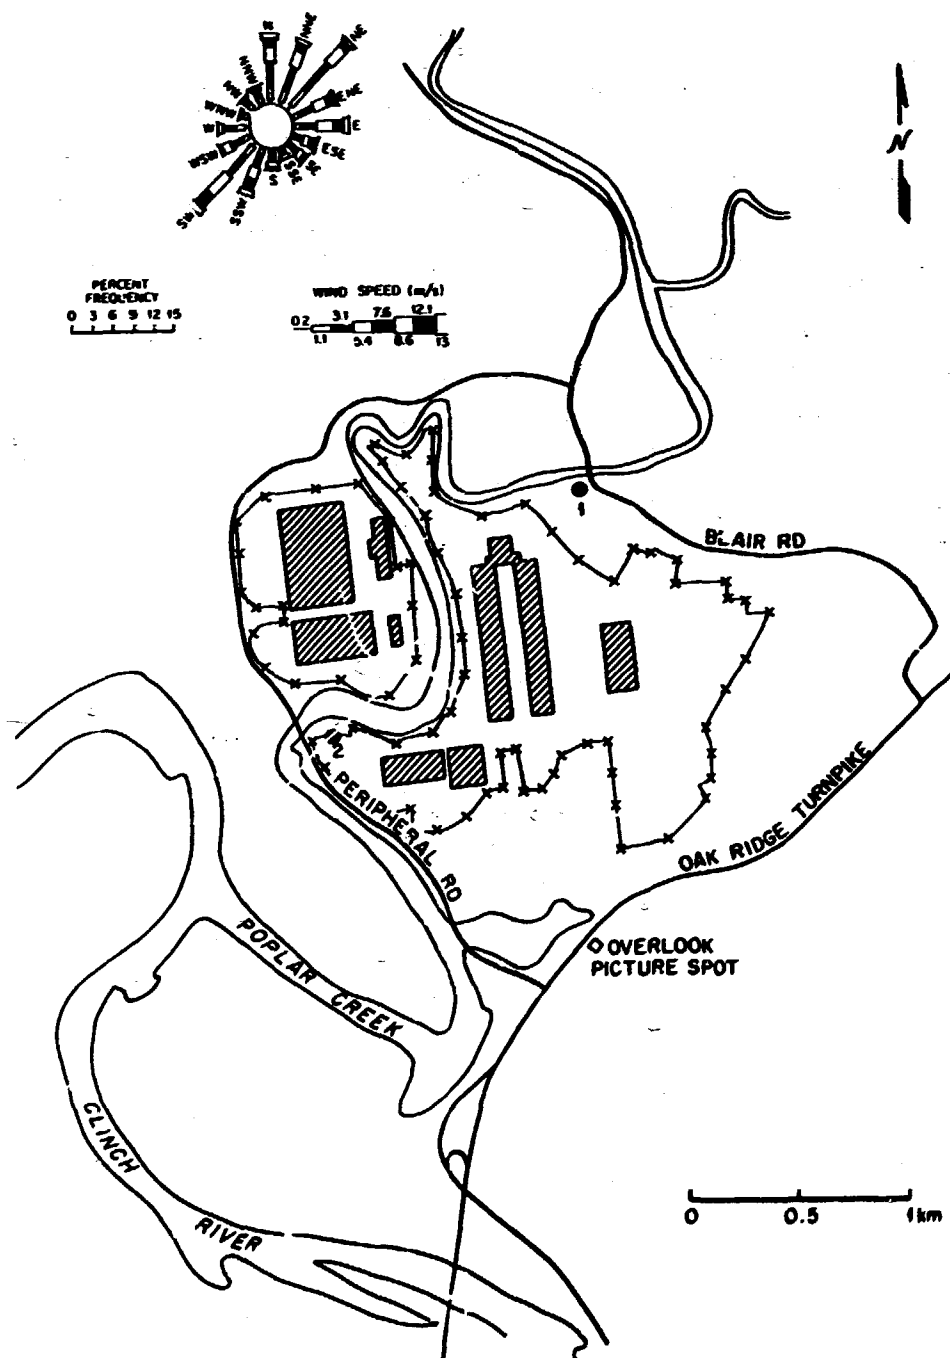 N
NNE
NE
ENE
E
ESE
SE
SSE
S
SSW
SW
WSW
W
WNW
NW
NNW
N
PERCENT
FREQUENCY
0 3 6 9 12 15
WIND SPEED (m/s)
0.2 3.1 7.6 12.1
1.1 5.4 8.6 13
1
BLAIR RD
2
PERIPHERAL RD
OAK RIDGE TURNPIKE
OVERLOOK
PICTURE SPOT
POPLAR CREEK
CLINCH
RIVER
0 0.5 1 km